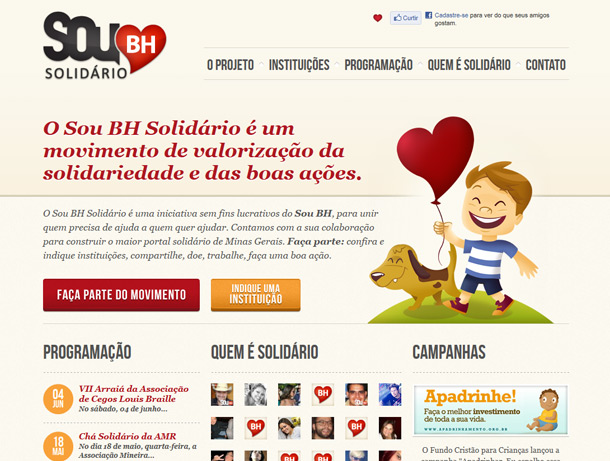 SOU BH
SOLIDÁRIO
Curtir
Cadastre-se para ver do que seus amigos
gostam.
O PROJETO
INSTITUIÇÕES
PROGRAMAÇÃO
QUEM É SOLIDÁRIO
CONTATO
O Sou BH Solidário é um
movimento de valorização da
solidariedade e das boas ações.
O Sou BH Solidário é uma iniciativa sem fins lucrativos do Sou BH, para unir
quem precisa de ajuda a quem quer ajudar. Contamos com a sua colaboração
para construir o maior portal solidário de Minas Gerais. Faça parte: confira e
indique instituições, compartilhe, doe, trabalhe, faça uma boa ação.
FAÇA PARTE DO MOVIMENTO
INDIQUE UMA
INSTITUIÇÃO
PROGRAMAÇÃO
04
JUN
VII Arraiá da Associação
de Cegos Louis Braille
No sábado, 04 de junho...
18
MAI
Chá Solidário da AMR
No dia 18 de maio, quarta-feira, a
Associação Mineira...
QUEM É SOLIDÁRIO
BH
BH
BH
BH
BH
CAMPANHAS
Apadrinhe!
Faça o melhor investimento
de toda a sua vida.
WWW.APADRINHAMENTO.ORG.BR
O Fundo Cristão para Crianças lançou a